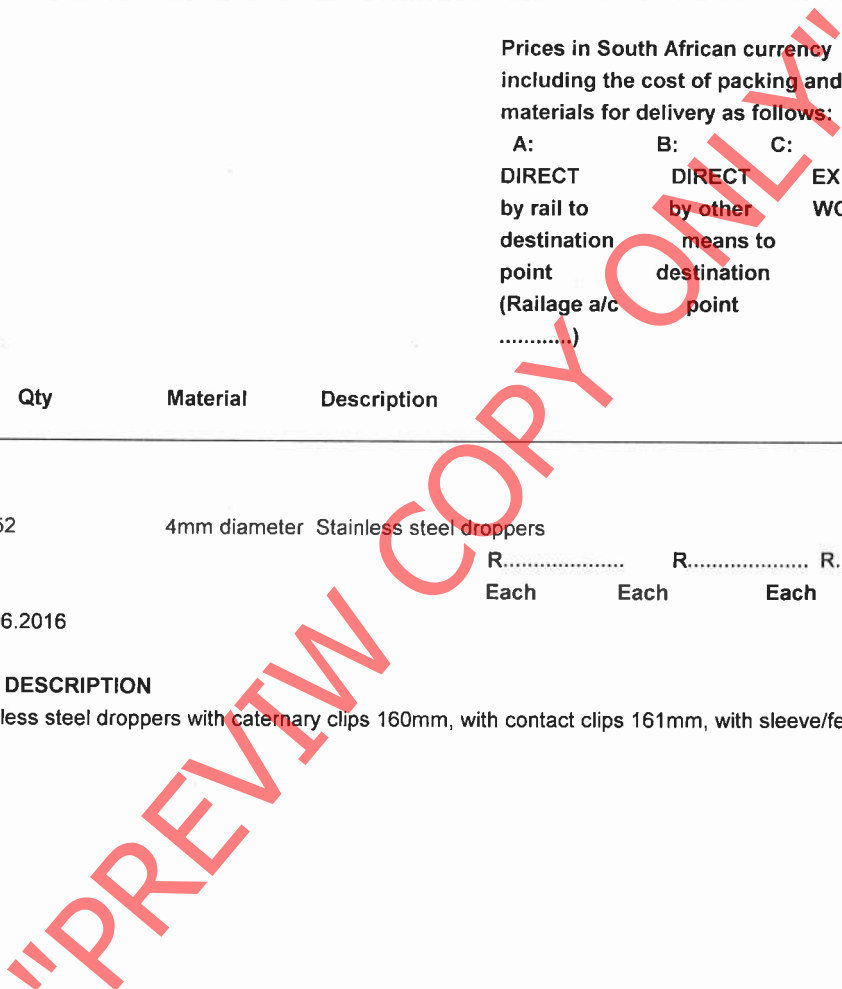 Prices in South African currency
including the cost of packing and
materials for delivery as follows:
A: B: C:
DIRECT DIRECT EX
by rail to by other WO
destination means to
point destination
(Railage a/c point
............)
Qty Material Description
52 4mm diameter Stainless steel droppers
R..................... R..................... R.
Each Each Each
6.2016
DESCRIPTION
less steel droppers with caternary clips 160mm, with contact clips 161mm, with sleeve/fe
"PREVIEW COPY ONLY"